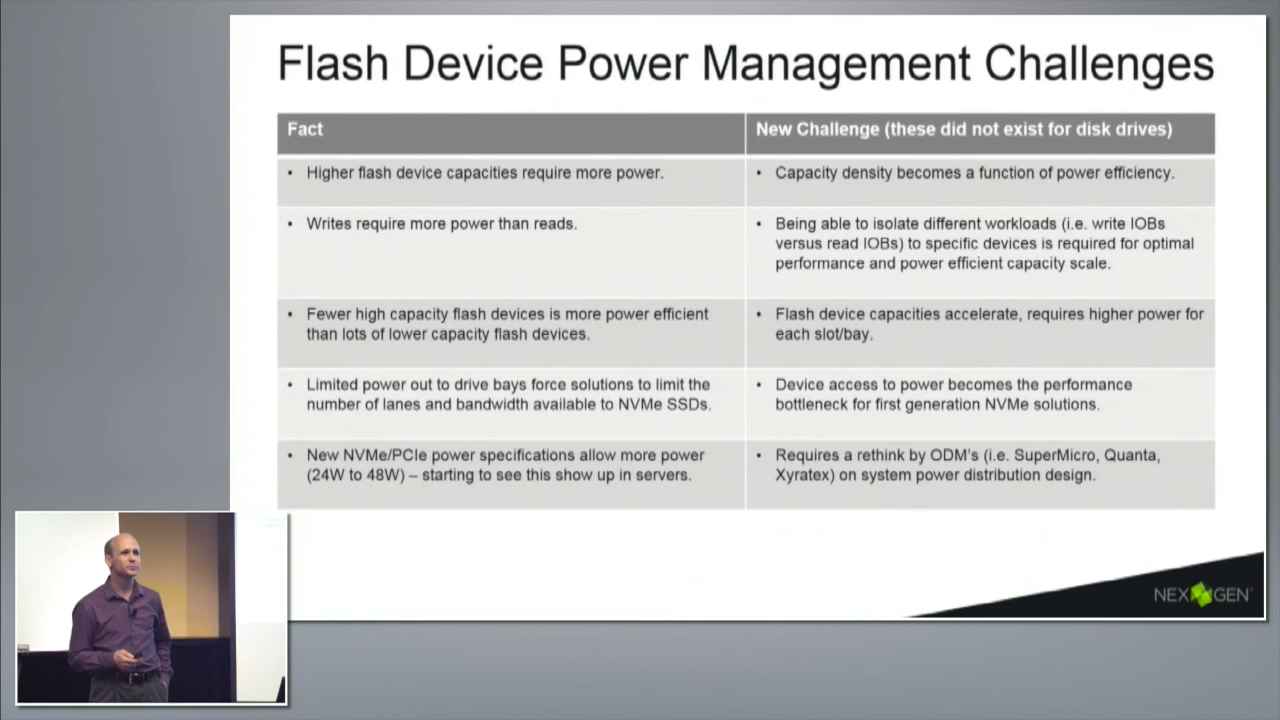 Flash Device Power Management Challenges
Fact
New Challenge (these did not exist for disk drives)
• Higher flash device capacities require more power.
• Capacity density becomes a function of power efficiency.
• Writes require more power than reads.
• Being able to isolate different workloads (i.e. write IOBs
versus read IOBs) to specific devices is required for optimal
performance and power efficient capacity scale.
• Fewer high capacity flash devices is more power efficient
than lots of lower capacity flash devices.
• Flash device capacities accelerate, requires higher power for
each slot/bay.
• Limited power out to drive bays force solutions to limit the
number of lanes and bandwidth available to NVMe SSDs.
• Device access to power becomes the performance
bottleneck for first generation NVMe solutions.
• New NVMe/PCIe power specifications allow more power
(24W to 48W) – starting to see this show up in servers.
• Requires a rethink by ODM's (i.e. SuperMicro, Quanta,
Xyratex) on system power distribution design.
NEXGEN